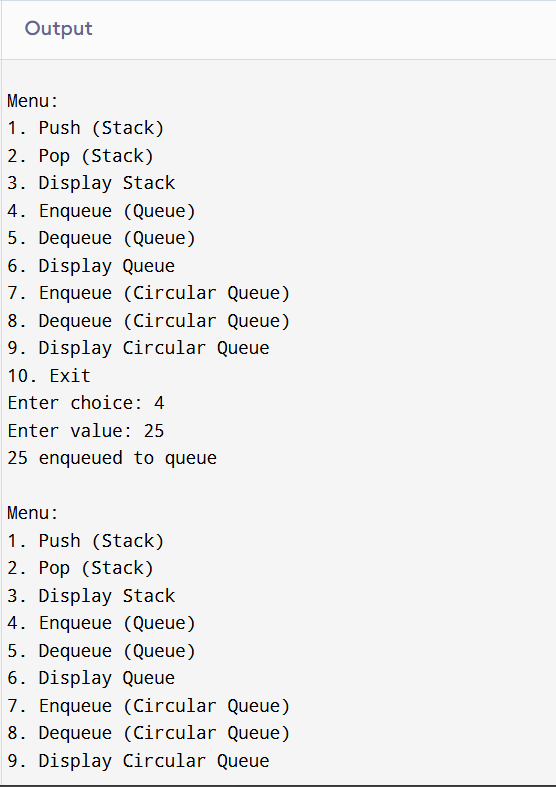 Output
Menu:
1. Push (Stack)
2. Pop (Stack)
3. Display Stack
4. Enqueue (Queue)
5. Dequeue (Queue)
6. Display Queue
7. Enqueue (Circular Queue)
8. Dequeue (Circular Queue)
9. Display Circular Queue
10. Exit
Enter choice: 4
Enter value: 25
25 enqueued to queue
Menu:
1. Push (Stack)
2. Pop (Stack)
3. Display Stack
4. Enqueue (Queue)
5. Dequeue (Queue)
6. Display Queue
7. Enqueue (Circular Queue)
8. Dequeue (Circular Queue)
9. Display Circular Queue